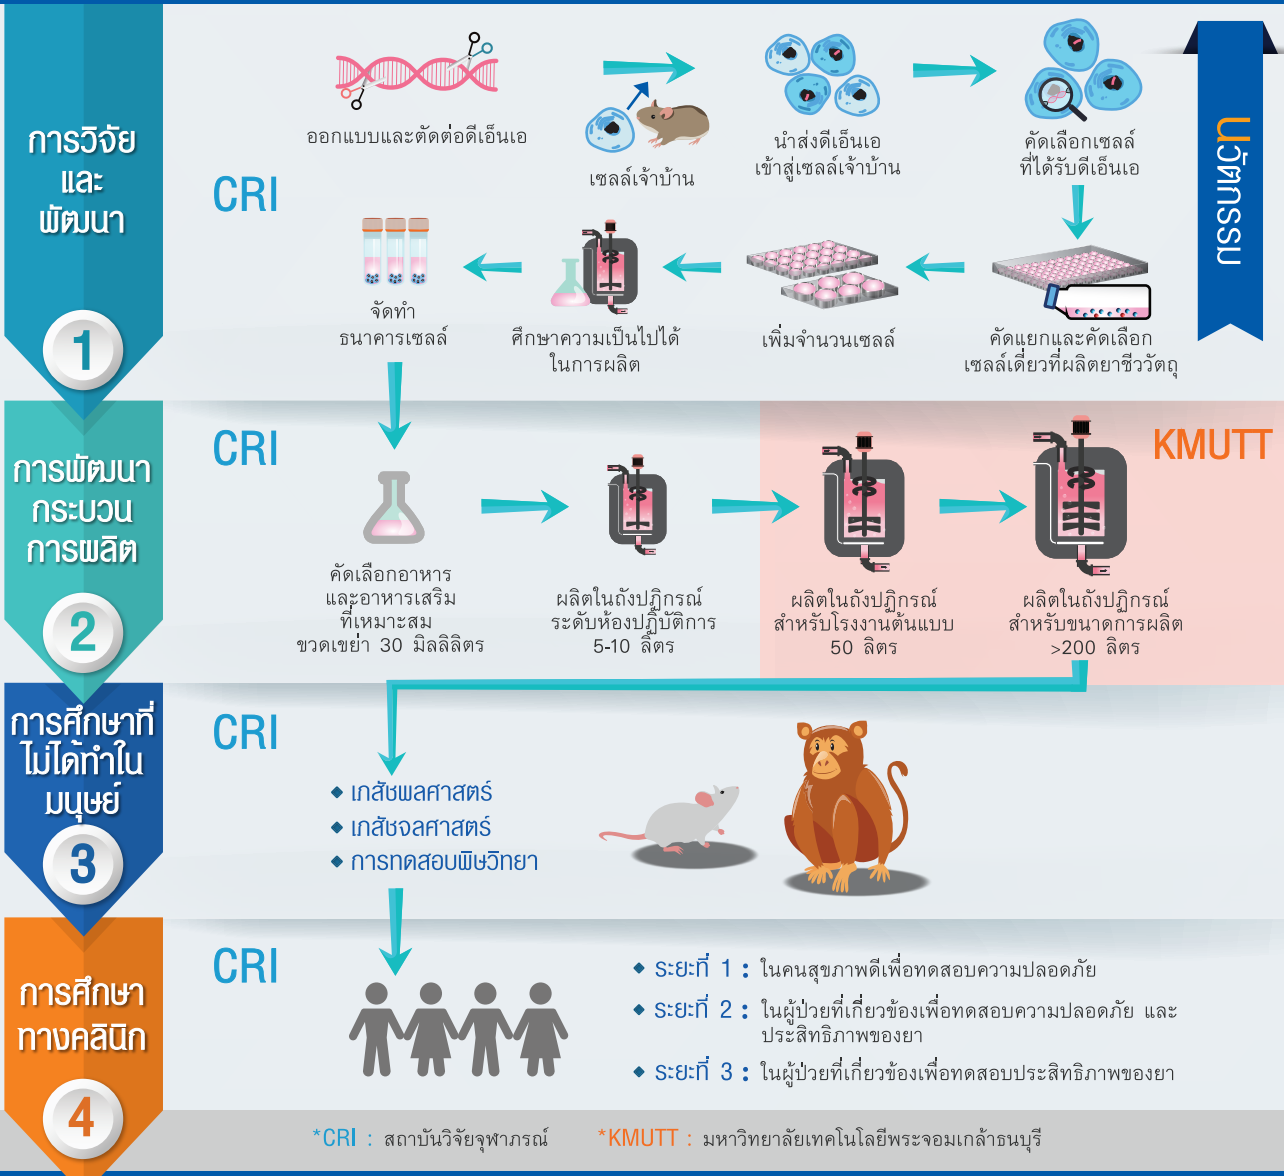 การวิจัย
และ
พัฒนา
1
CRI
ออกแบบและตัดต่อดีเอ็นเอ
เซลล์เจ้าบ้าน
นำส่งดีเอ็นเอ
เข้าสู่เซลล์เจ้าบ้าน
คัดเลือกเซลล์
ที่ได้รับดีเอ็นเอ
นวัตกรรม
จัดทำ
ธนาคารเซลล์
ศึกษาความเป็นไปได้
ในการผลิต
เพิ่มจำนวนเซลล์
คัดแยกและคัดเลือก
เซลล์เดี่ยวที่ผลิตยาชีววัตถุ
การพัฒนา
กระบวน
การผลิต
2
CRI
KMUTT
คัดเลือกอาหาร
และอาหารเสริม
ที่เหมาะสม
ขวดเขย่า 30 มิลลิลิตร
ผลิตในถังปฏิกรณ์
ระดับห้องปฏิบัติการ
5-10 ลิตร
ผลิตในถังปฏิกรณ์
สำหรับโรงงานต้นแบบ
50 ลิตร
ผลิตในถังปฏิกรณ์
สำหรับขนาดการผลิต
>200 ลิตร
การศึกษาที่
ไม่ได้ทำใน
มนุษย์
3
CRI
เภสัชพลศาสตร์
เภสัชจลศาสตร์
การทดสอบพิษวิทยา
การศึกษา
ทางคลินิก
4
CRI
ระยะที่ 1 : ในคนสุขภาพดีเพื่อทดสอบความปลอดภัย
ระยะที่ 2 : ในผู้ป่วยที่เกี่ยวข้องเพื่อทดสอบความปลอดภัย และ
ประสิทธิภาพของยา
ระยะที่ 3 : ในผู้ป่วยที่เกี่ยวข้องเพื่อทดสอบประสิทธิภาพของยา
*CRI : สถาบันวิจัยจุฬาภรณ์ *KMUTT : มหาวิทยาลัยเทคโนโลยีพระจอมเกล้าธนบุรี